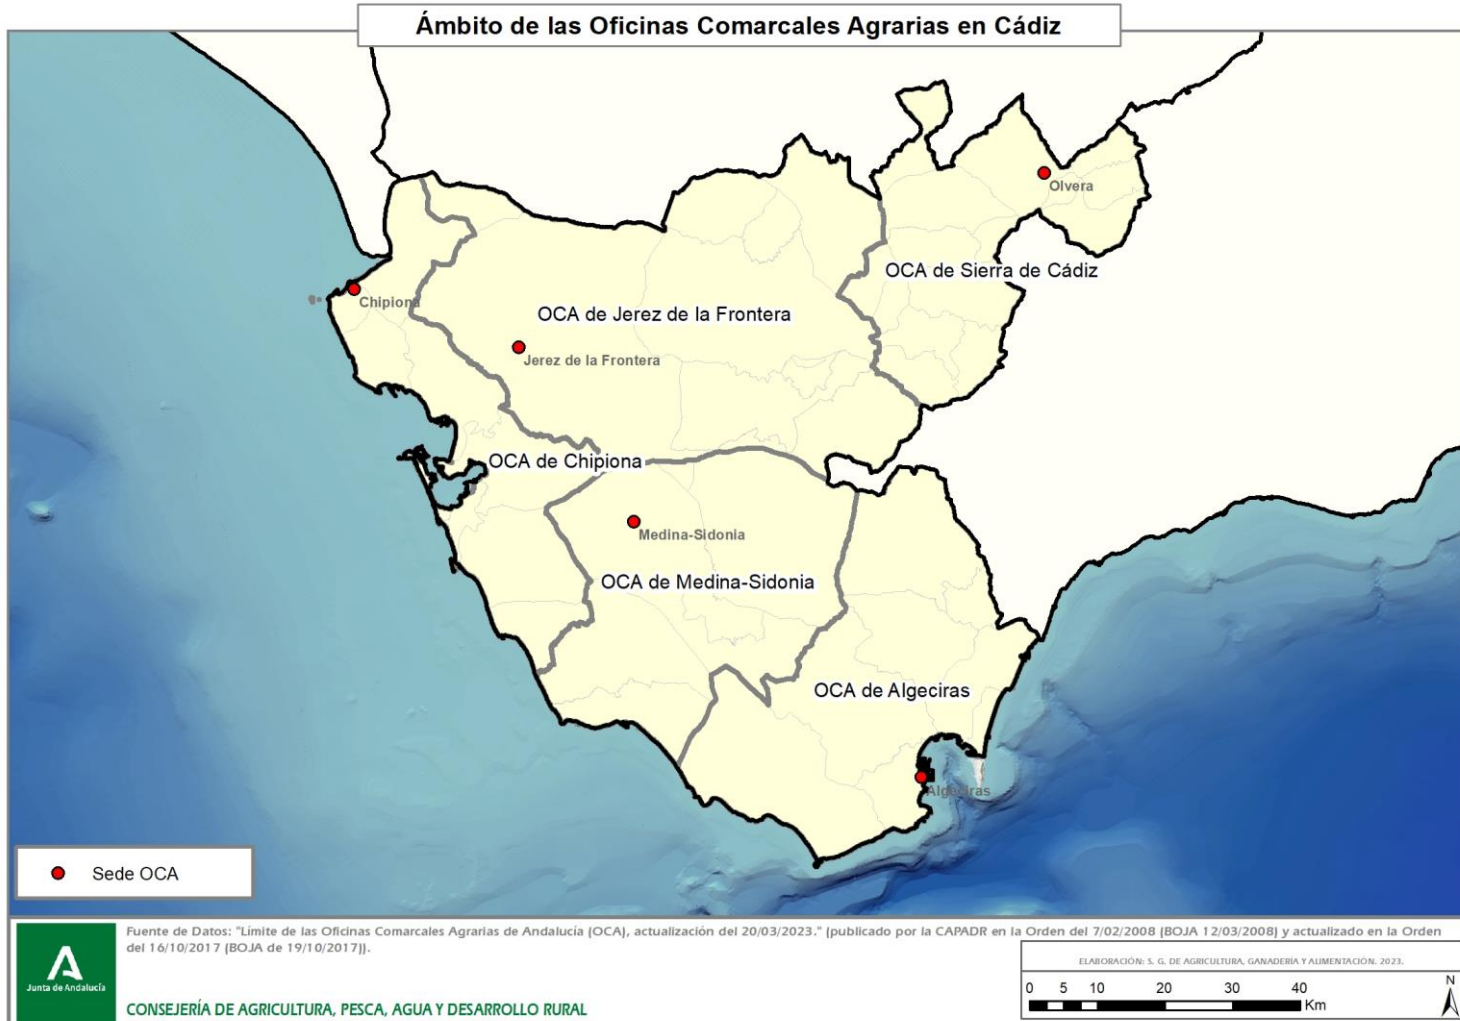 Ámbito de las Oficinas Comarcales Agrarias en Cádiz
Olvera
OCA de Sierra de Cádiz
Chipiona
OCA de Jerez de la Frontera
Jerez de la Frontera
OCA de Chipiona
Medina-Sidonia
OCA de Medina-Sidonia
OCA de Algeciras
Algeciras
Sede OCA
Junta de Andalucía
Fuente de Datos: "Límite de las Oficinas Comarcales Agrarias de Andalucía (OCA), actualización del 20/03/2023." (publicado por la CAPADR en la Orden del 7/02/2008 (BOJA 12/03/2008) y actualizado en la Orden
del 16/10/2017 (BOJA de 19/10/2017)).
CONSEJERÍA DE AGRICULTURA, PESCA, AGUA Y DESARROLLO RURAL
ELABORACIÓN: S. G. DE AGRICULTURA, GANADERÍA Y ALIMENTACIÓN. 2023.
0 5 10 20 30 40
Km
N